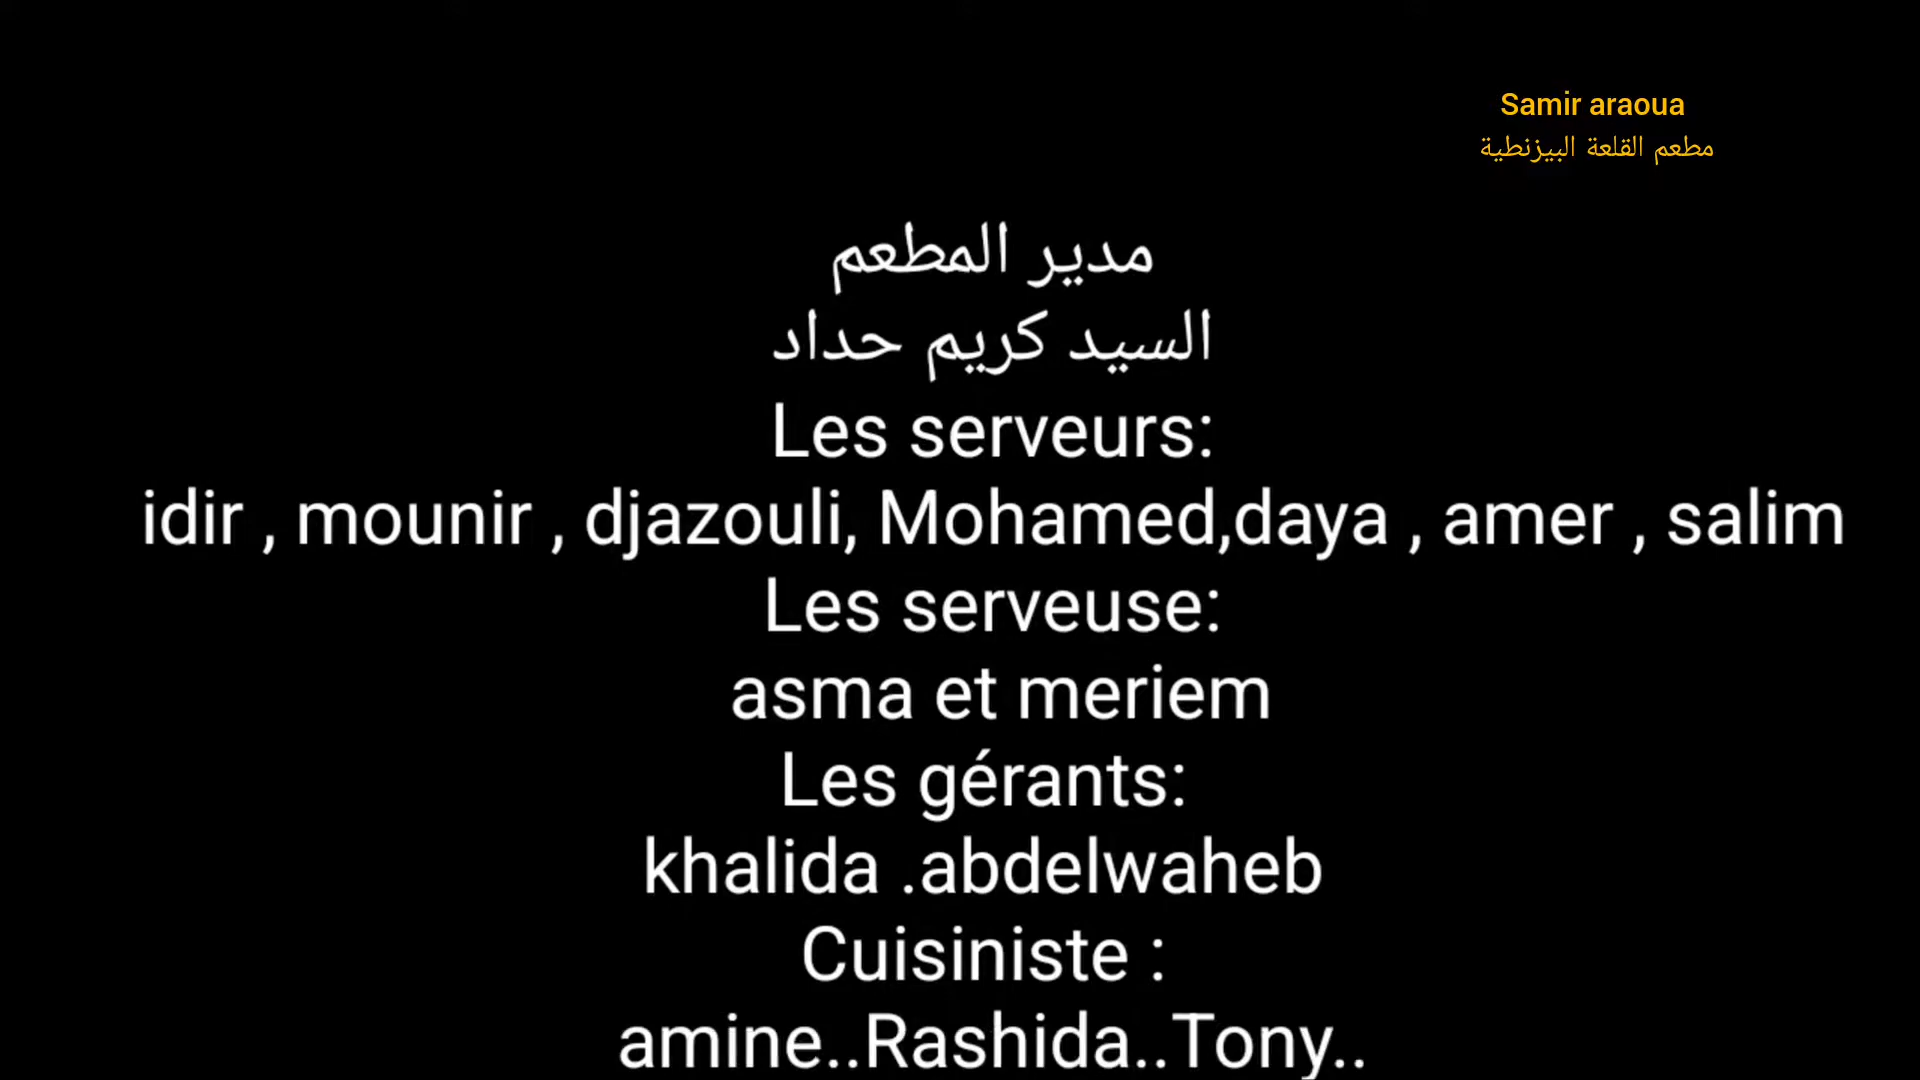 Samir araoua
مطعم القلعة البيزنطية
مدير المطعم
السيد كريم حداد
Les serveurs:
idir , mounir , djazouli, Mohamed,daya , amer , salim
Les serveuse:
asma et meriem
Les gérants:
khalida .abdelwaheb
Cuisiniste :
amine..Rashida..Tony..